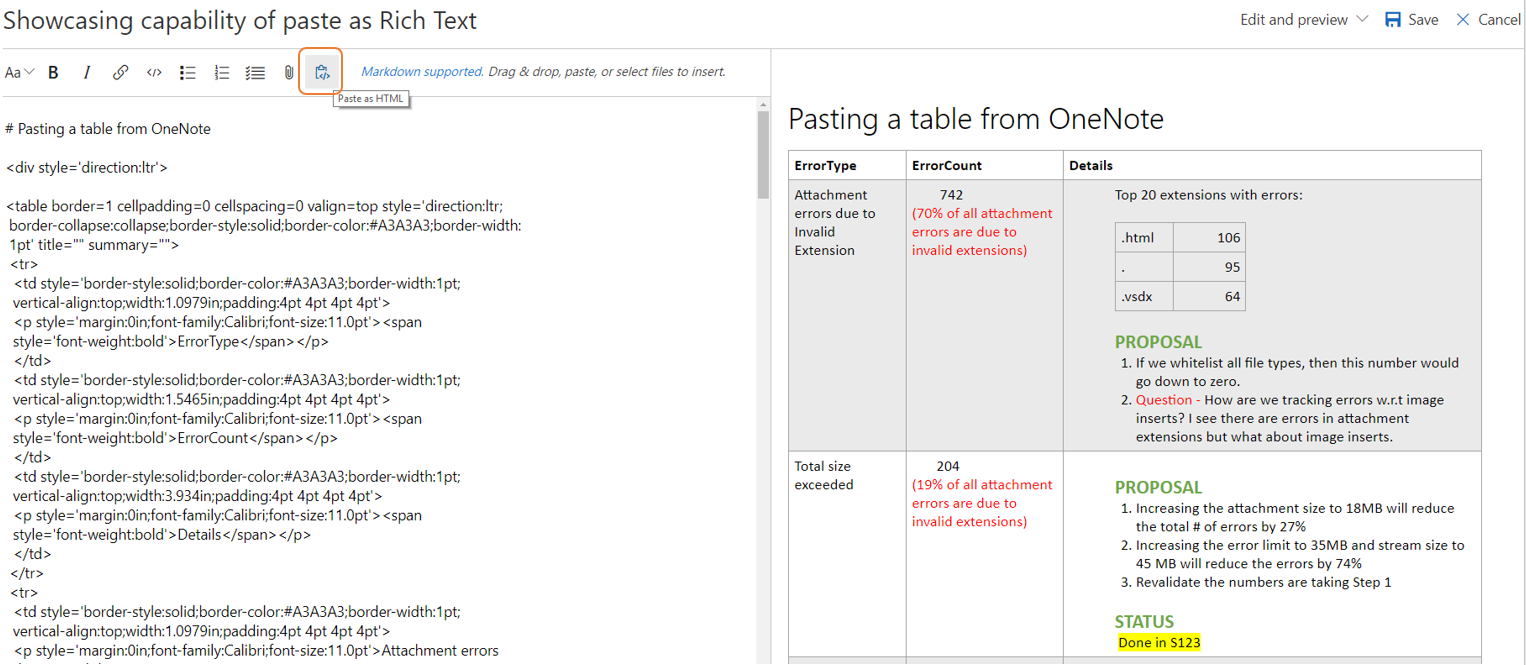 Showcasing capability of paste as Rich Text
Edit and preview
Save
Cancel
Aa
B
I
Markdown supported. Drag & drop, paste, or select files to insert.
Paste as HTML
# Pasting a table from OneNote
<div style='direction:ltr'>
<table border=1 cellpadding=0 cellspacing=0 valign=top style='direction:ltr;
border-collapse:collapse;border-style:solid;border-color:#A3A3A3;border-width:
1pt' title="" summary="">
<tr>
<td style='border-style:solid;border-color:#A3A3A3;border-width:1pt;
vertical-align:top;width:1.0979in;padding:4pt 4pt 4pt 4pt'>
<p style='margin:0in;font-family:Calibri;font-size:11.0pt'><span
style='font-weight:bold'>ErrorType</span></p>
</td>
<td style='border-style:solid;border-color:#A3A3A3;border-width:1pt;
vertical-align:top;width:1.5465in;padding:4pt 4pt 4pt 4pt'>
<p style='margin:0in;font-family:Calibri;font-size:11.0pt'><span
style='font-weight:bold'>ErrorCount</span></p>
</td>
<td style='border-style:solid;border-color:#A3A3A3;border-width:1pt;
vertical-align:top;width:3.934in;padding:4pt 4pt 4pt 4pt'>
<p style='margin:0in;font-family:Calibri;font-size:11.0pt'><span
style='font-weight:bold'>Details</span></p>
</td>
</tr>
<tr>
<td style='border-style:solid;border-color:#A3A3A3;border-width:1pt;
vertical-align:top;width:1.0979in;padding:4pt 4pt 4pt 4pt'>
<p style='margin:0in;font-family:Calibri;font-size:11.0pt'>Attachment errors
Pasting a table from OneNote
ErrorType
ErrorCount
Details
Attachment
errors due to
Invalid
Extension
742
(70% of all attachment
errors are due to
invalid extensions)
Top 20 extensions with errors:
.html 106
. 95
.vsdx 64
PROPOSAL
1. If we whitelist all file types, then this number would
go down to zero.
2. Question - How are we tracking errors w.r.t image
inserts? I see there are errors in attachment
extensions but what about image inserts.
Total size
exceeded
204
(19% of all attachment
errors are due to
invalid extensions)
PROPOSAL
1. Increasing the attachment size to 18MB will reduce
the total # of errors by 27%
2. Increasing the error limit to 35MB and stream size to
45 MB will reduce the errors by 74%
3. Revalidate the numbers are taking Step 1
STATUS
Done in S123